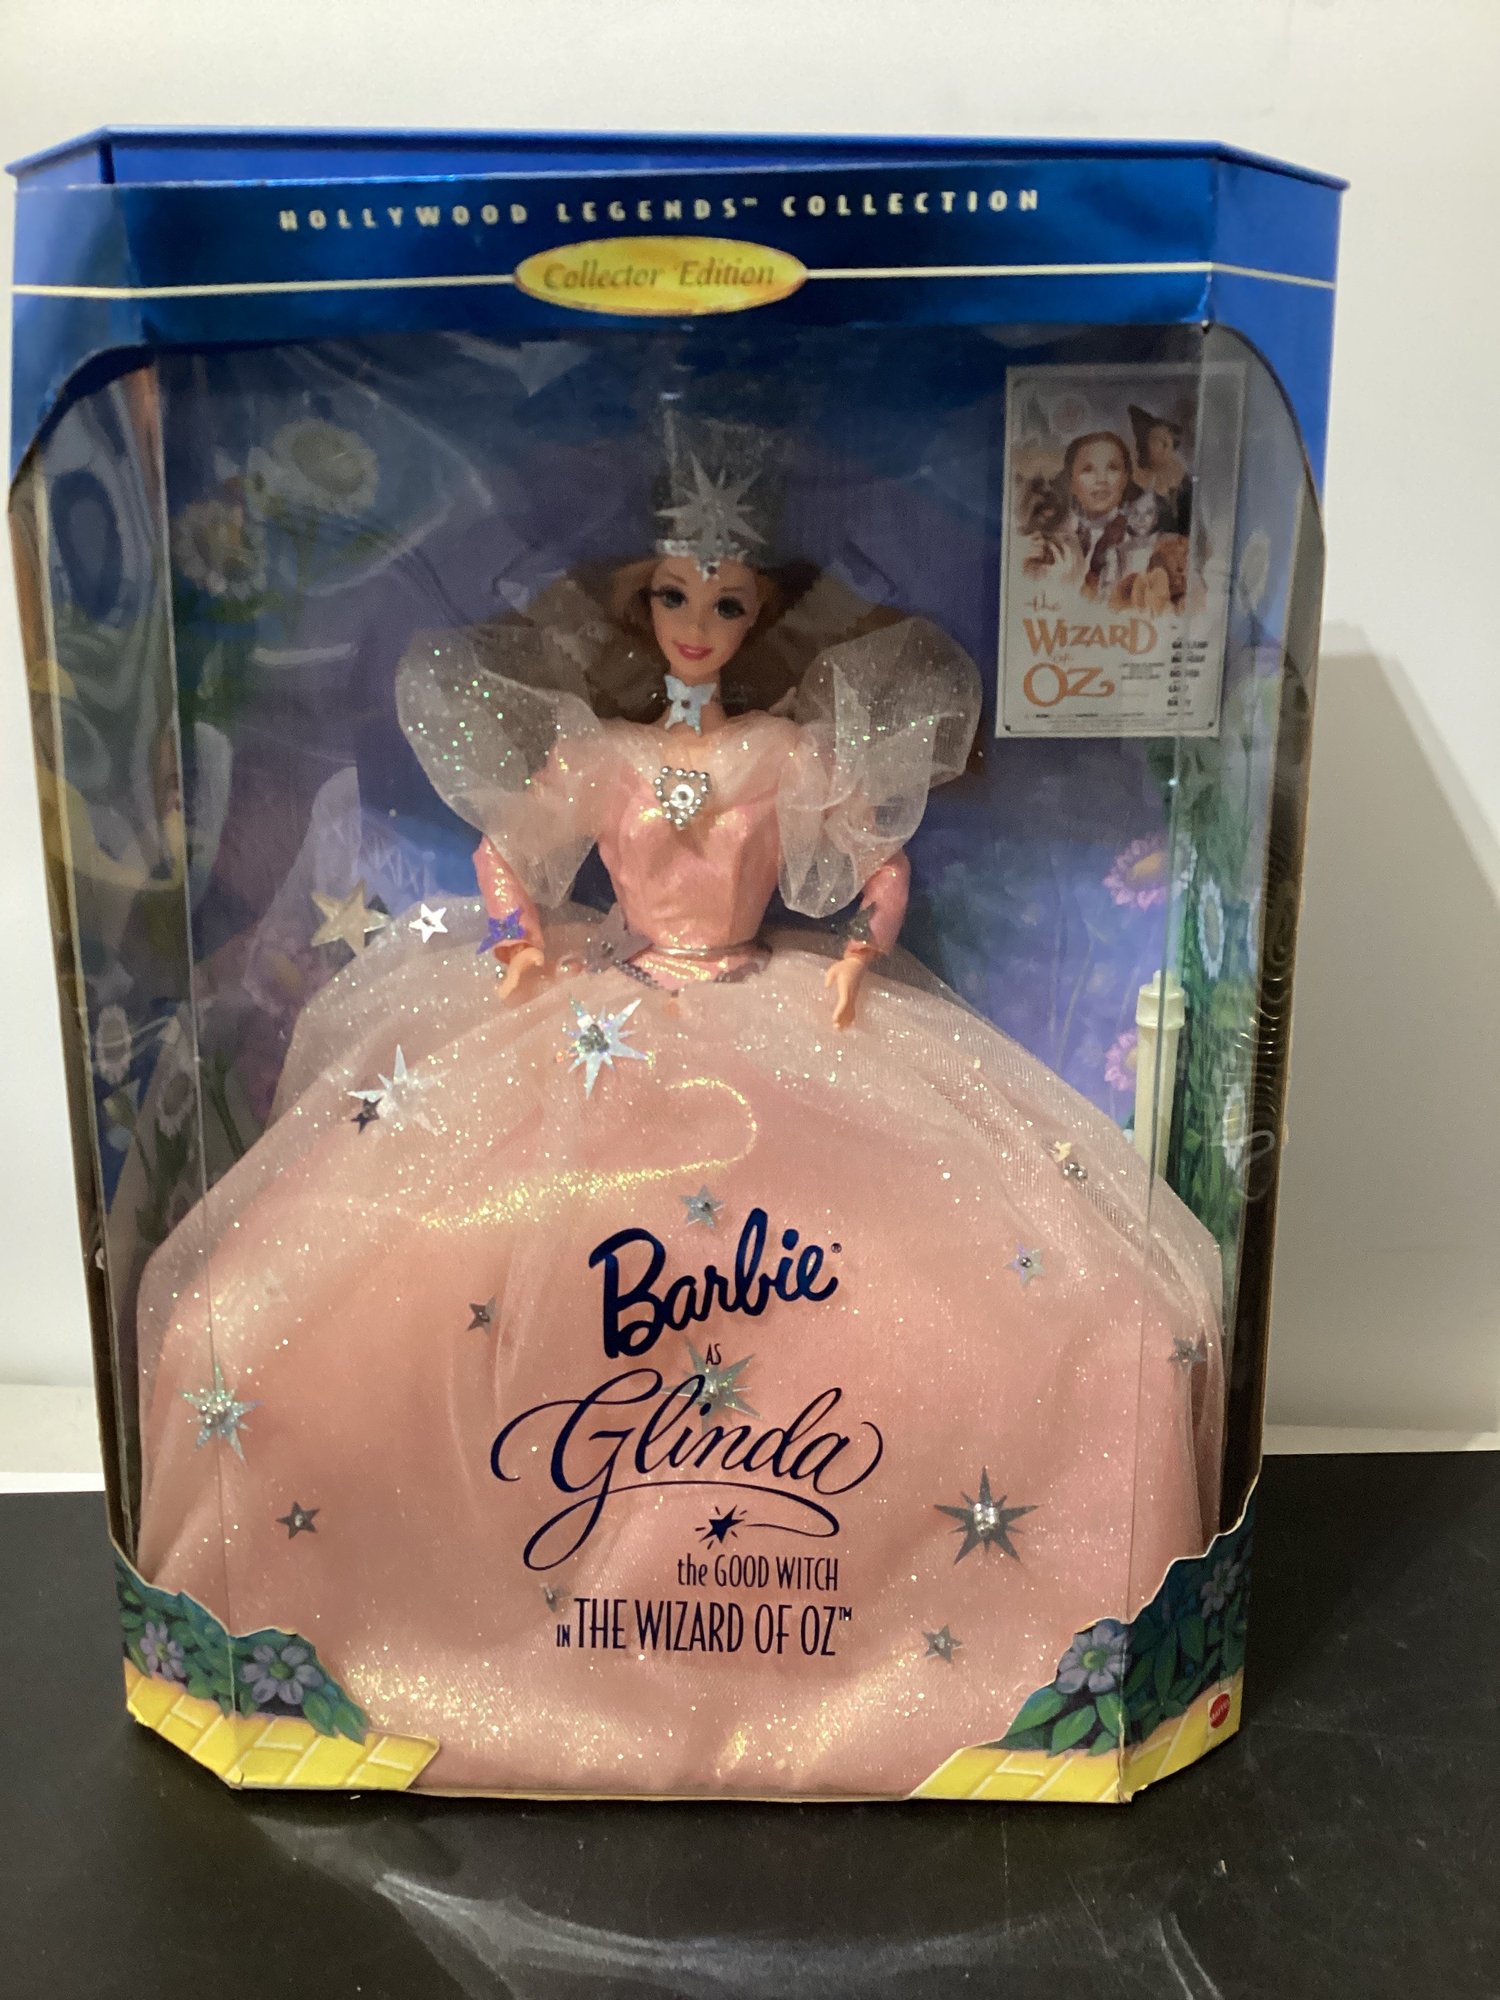 HOLLYWOOD LEGENDS™ COLLECTION
Collector Edition
the
WIZARD
OF
OZ
Barbie®
AS
Glinda
the GOOD WITCH
IN THE WIZARD OF OZ™